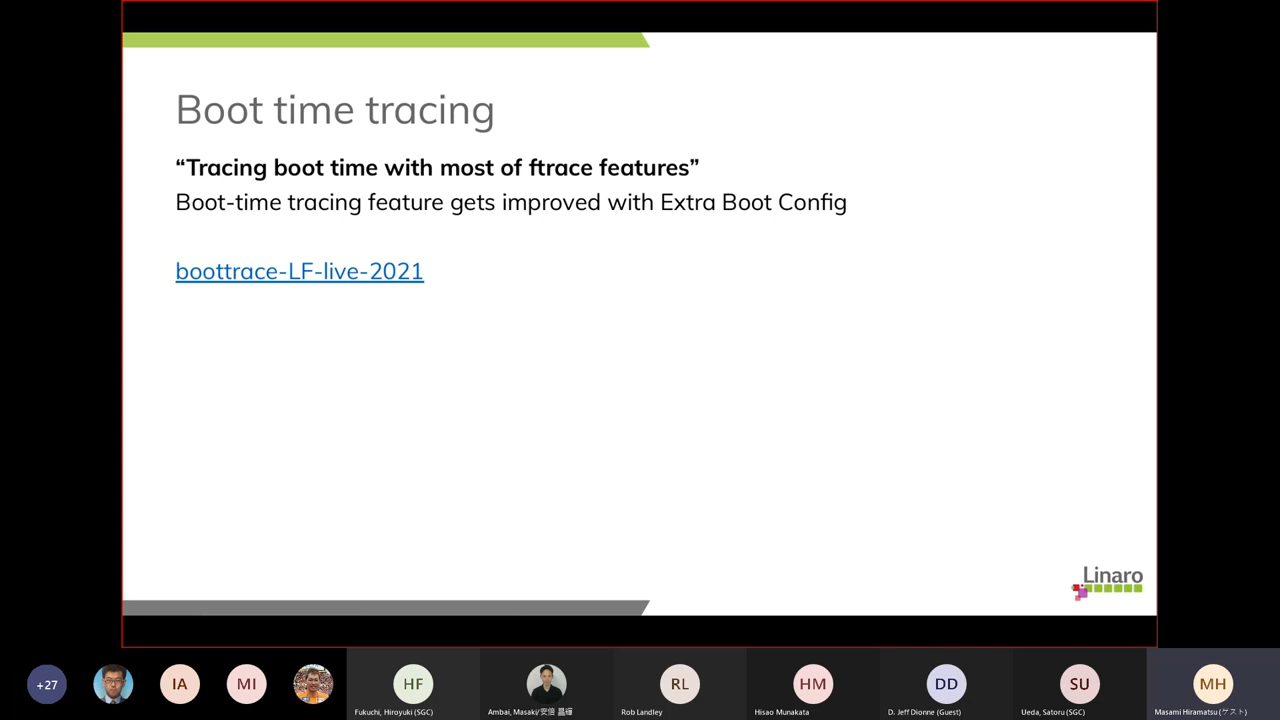 Boot time tracing
“Tracing boot time with most of ftrace features”
Boot-time tracing feature gets improved with Extra Boot Config
boottrace-LF-live-2021
Linaro
+27
IA
MI
HF
RL
HM
DD
SU
MH
Fukuchi, Hiroyuki (SGC)
Ambai, Masaki/安倍 昌輝
Rob Landley
Hisao Munakata
D. Jeff Dionne (Guest)
Ueda, Satoru (SGC)
Masami Hiramatsu (ゲスト)